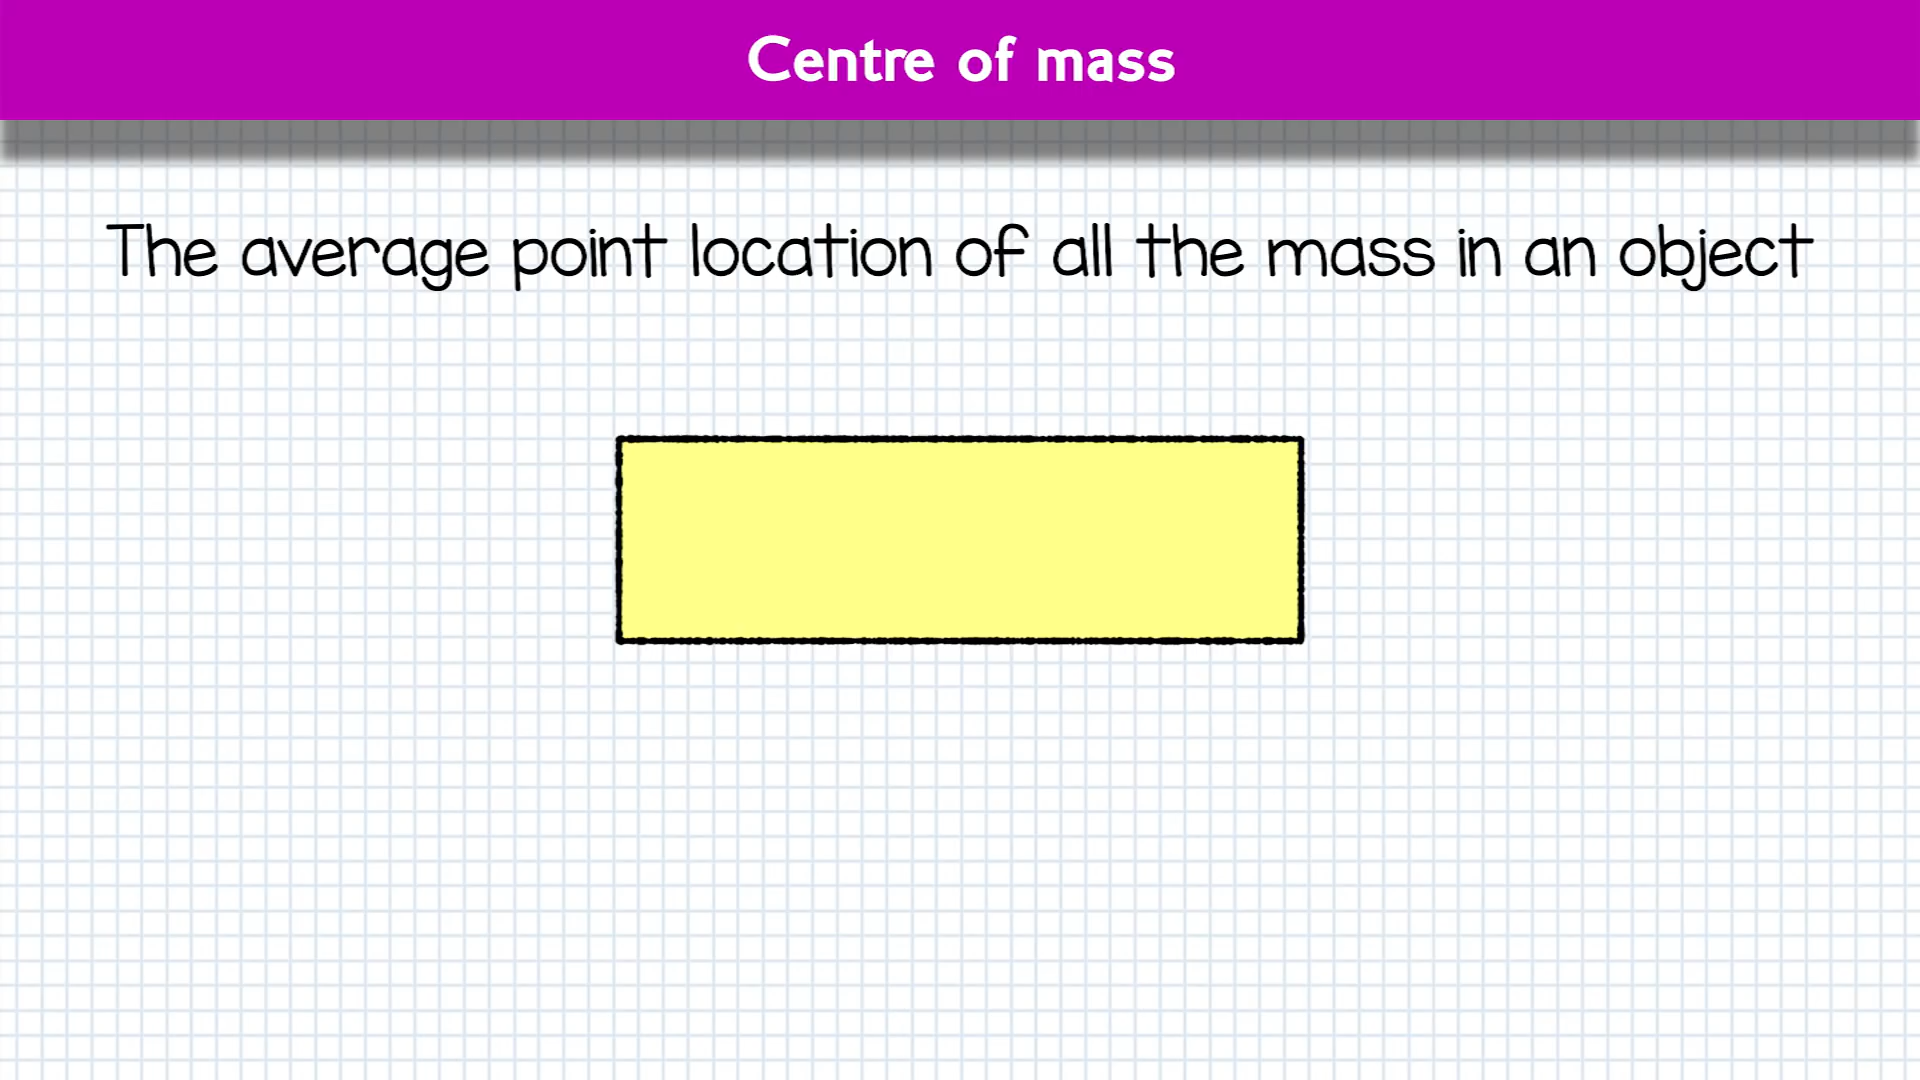 Centre of mass
The average point location of all the mass in an object